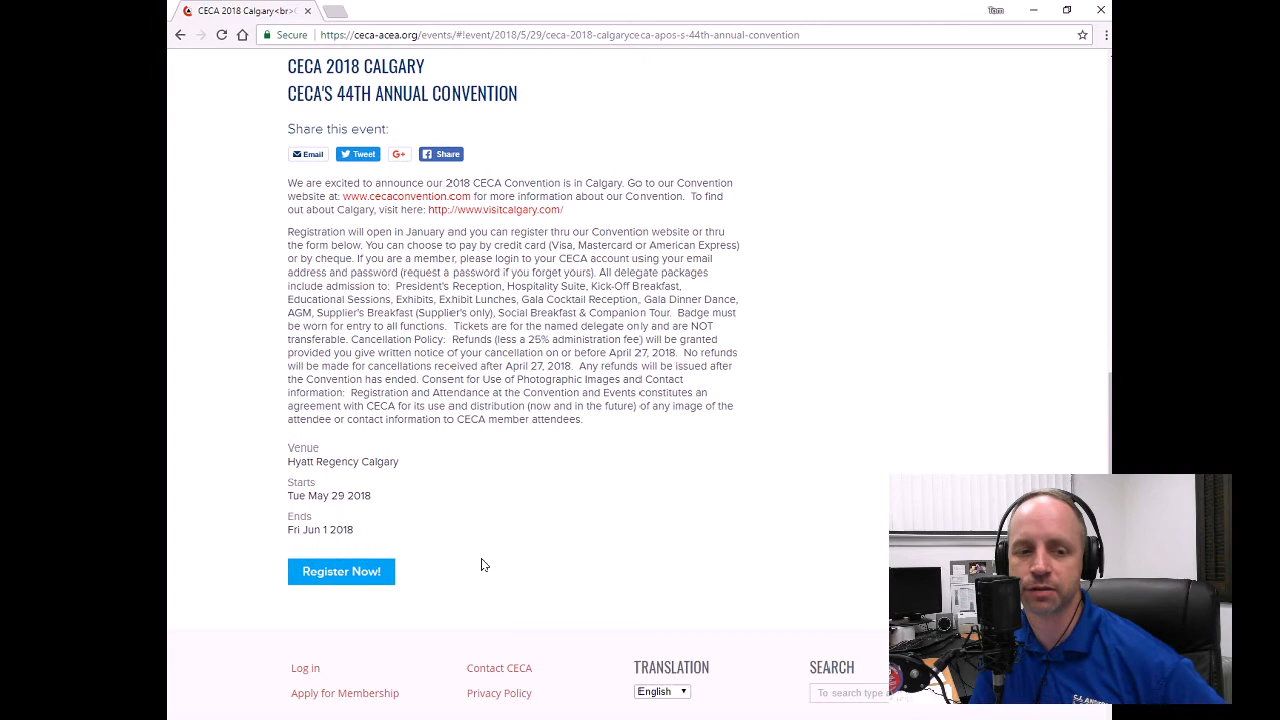 CECA 2018 Calgary<br>(
Tom
Secure
https://ceca-acea.org/events/#!event/2018/5/29/ceca-2018-calgaryceca-apos-s-44th-annual-convention
CECA 2018 CALGARY
CECA'S 44TH ANNUAL CONVENTION
Share this event:
Email Tweet G+ Share
We are excited to announce our 2018 CECA Convention is in Calgary. Go to our Convention
website at: www.cecaconvention.com for more information about our Convention. To find
out about Calgary, visit here: http://www.visitcalgary.com/
Registration will open in January and you can register thru our Convention website or thru
the form below. You can choose to pay by credit card (Visa, Mastercard or American Express)
or by cheque. If you are a member, please login to your CECA account using your email
address and password (request a password if you forget yours). All delegate packages
include admission to: President's Reception, Hospitality Suite, Kick-Off Breakfast,
Educational Sessions, Exhibits, Exhibit Lunches, Gala Cocktail Reception,, Gala Dinner Dance,
AGM, Supplier's Breakfast (Supplier's only), Social Breakfast & Companion Tour. Badge must
be worn for entry to all functions. Tickets are for the named delegate only and are NOT
transferable. Cancellation Policy: Refunds (less a 25% administration fee) will be granted
provided you give written notice of your cancellation on or before April 27, 2018. No refunds
will be made for cancellations received after April 27, 2018. Any refunds will be issued after
the Convention has ended. Consent for Use of Photographic Images and Contact
information: Registration and Attendance at the Convention and Events constitutes an
agreement with CECA for its use and distribution (now and in the future) of any image of the
attendee or contact information to CECA member attendees.
Venue
Hyatt Regency Calgary
Starts
Tue May 29 2018
Ends
Fri Jun 1 2018
Register Now!
Log in
Apply for Membership
Contact CECA
Privacy Policy
TRANSLATION
English
SEARCH
To search type a